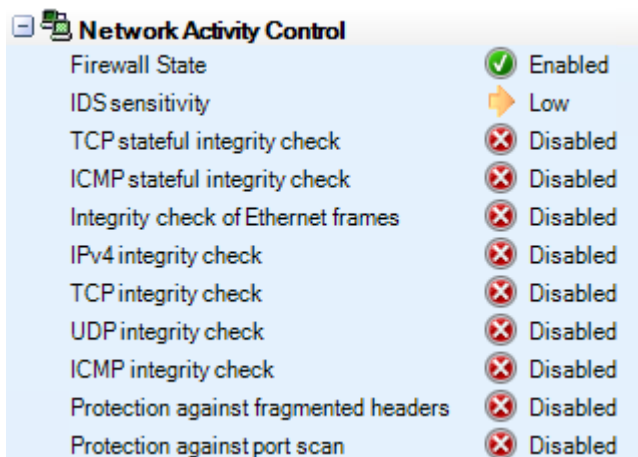 Network Activity Control
Firewall State Enabled
IDS sensitivity Low
TCP stateful integrity check Disabled
ICMP stateful integrity check Disabled
Integrity check of Ethernet frames Disabled
IPv4 integrity check Disabled
TCP integrity check Disabled
UDP integrity check Disabled
ICMP integrity check Disabled
Protection against fragmented headers Disabled
Protection against port scan Disabled